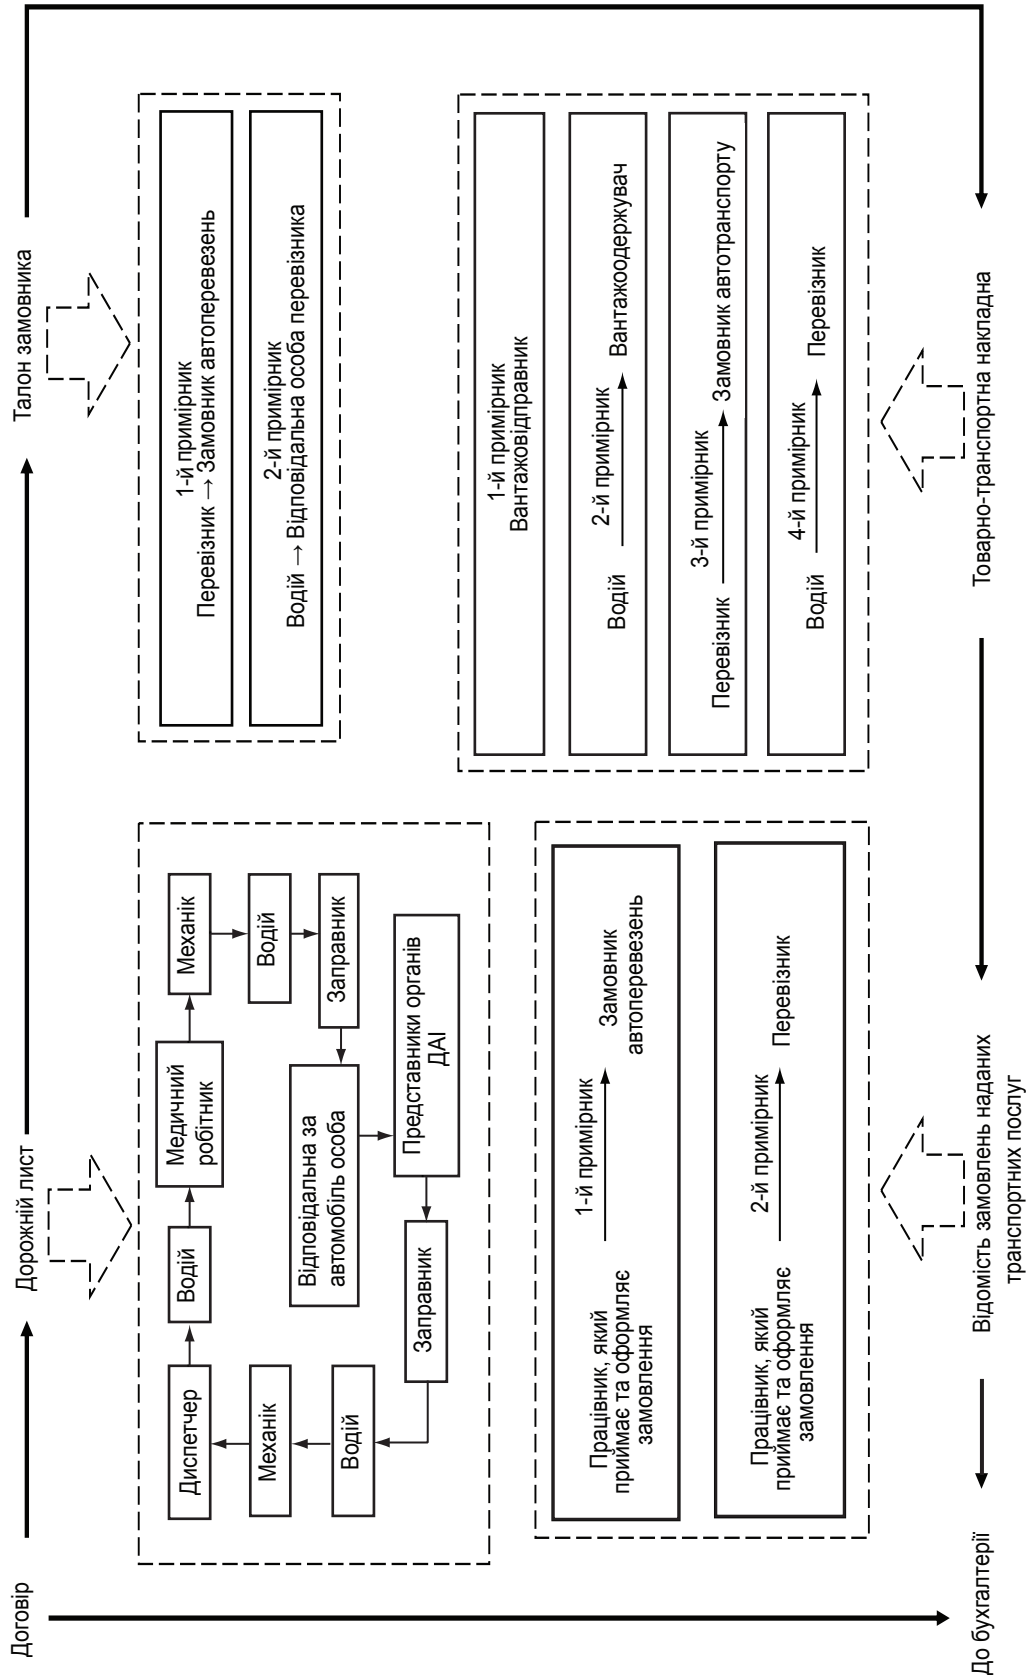 Договір
Дорожній лист
Талон замовника
Диспетчер
Водій
Медичний
робітник
Механік
Механік
Водій
Водій
Заправник
Відповідальна за
автомобіль особа
Заправник
Представники органів
ДАІ
1-й примірник
Перевізник → Замовник автоперевезень
2-й примірник
Водій → Відповідальна особа перевізника
Працівник, який
приймає та оформляє
замовлення
1-й примірник
Замовник
автоперевезень
Працівник, який
приймає та оформляє
замовлення
2-й примірник
Перевізник
1-й примірник
Вантажовідправник
2-й примірник
Водій
Вантажоодержувач
3-й примірник
Перевізник
Замовник автотранспорту
4-й примірник
Водій
Перевізник
До бухгалтерії
Відомість замовлень наданих
транспортних послуг
Товарно-транспортна накладна